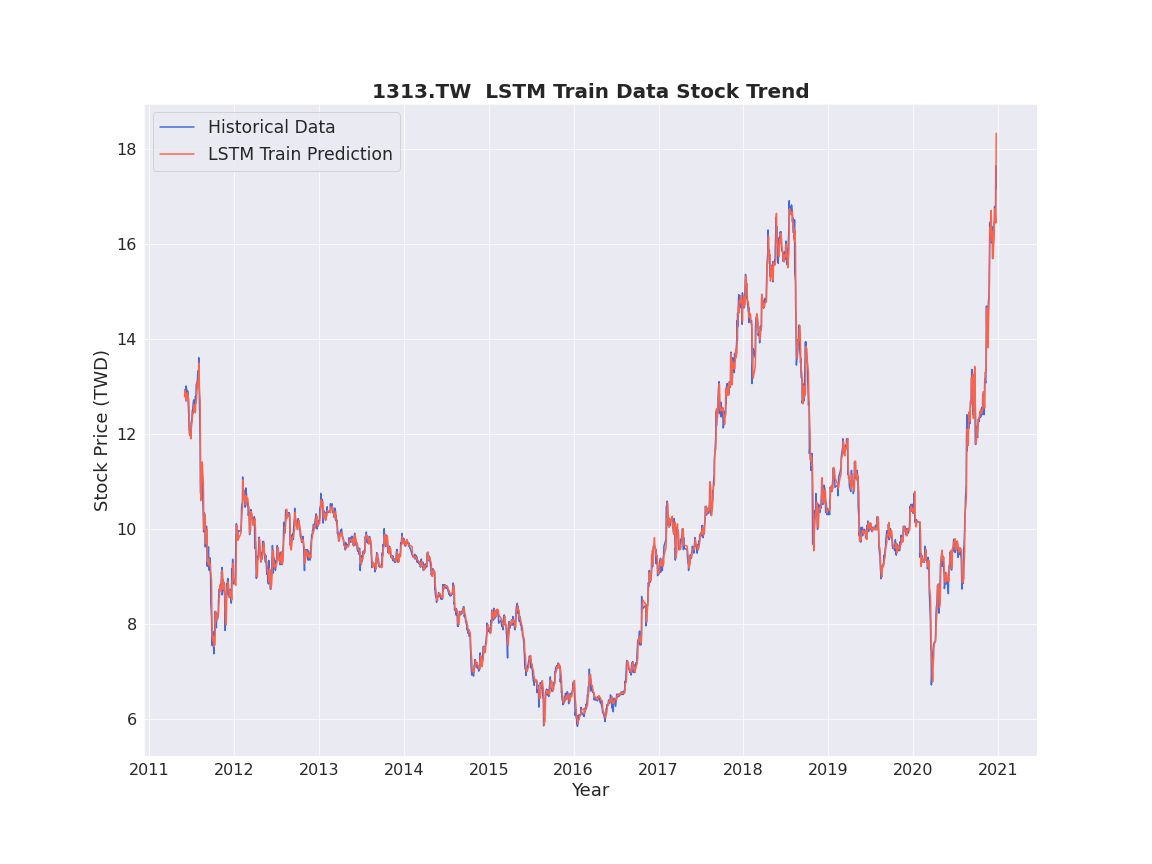 1313.TW  LSTM Train Data Stock Trend
Historical Data
LSTM Train Prediction
Stock Price (TWD)
18
16
14
12
10
8
6
2011 2012 2013 2014 2015 2016 2017 2018 2019 2020 2021
Year